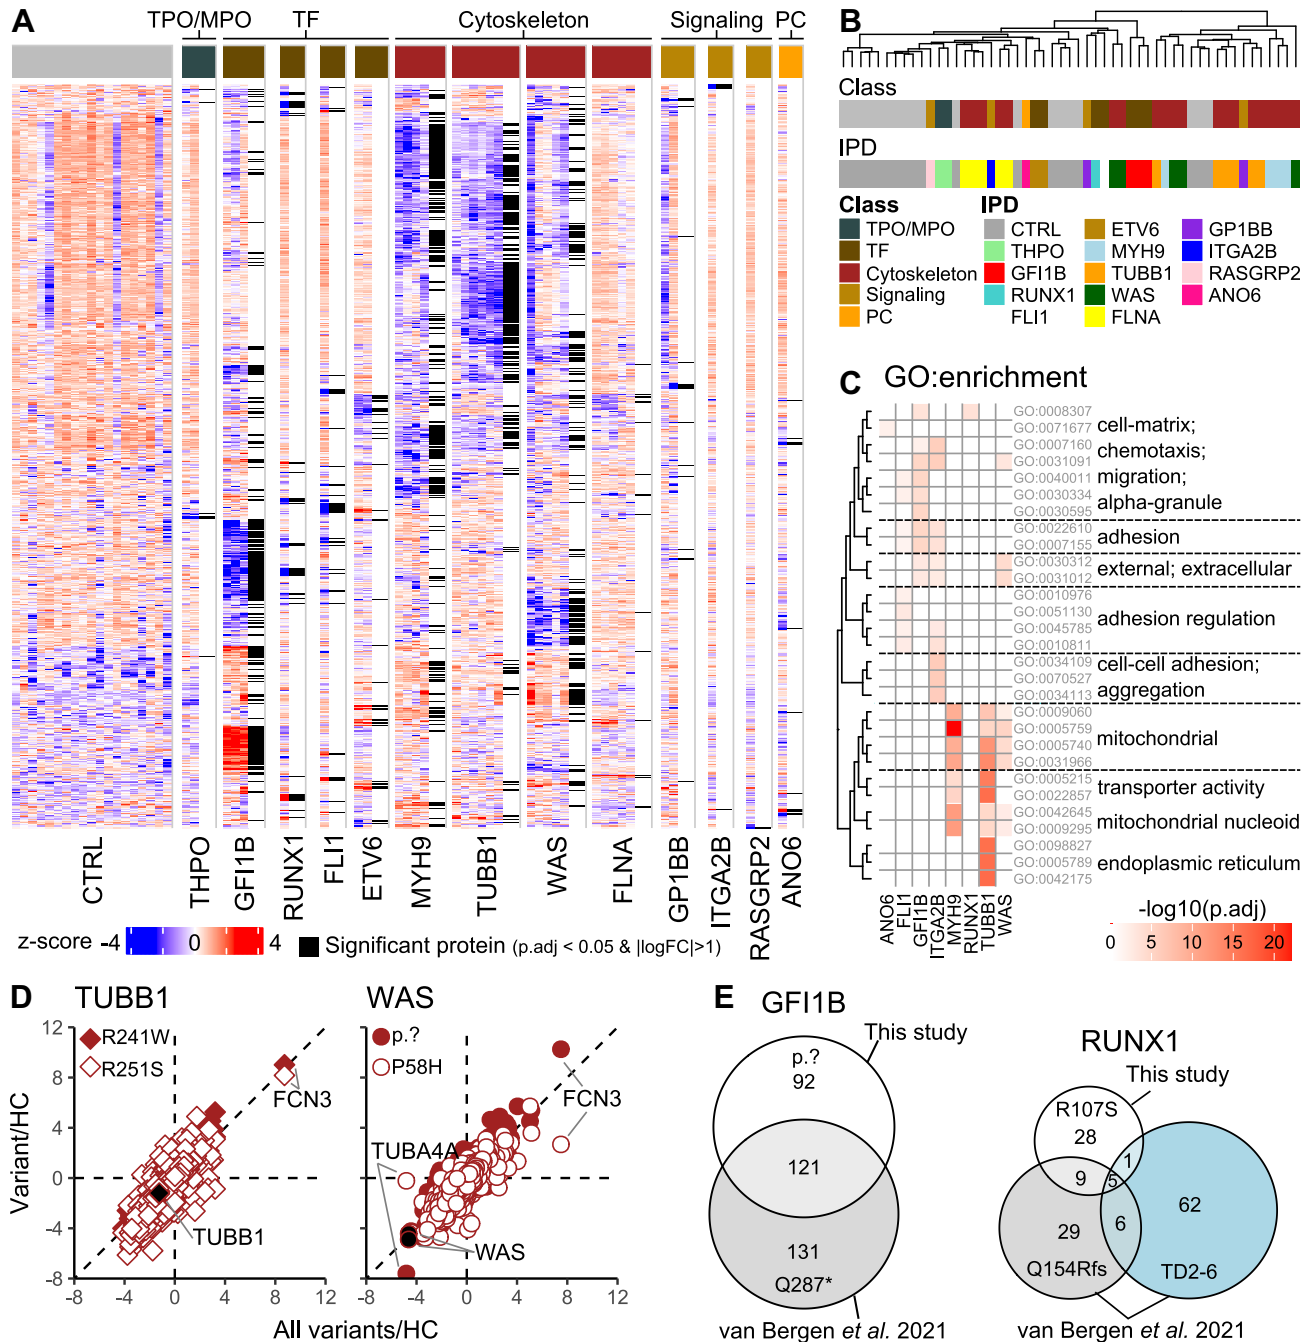 A
TPO/MPO TF Cytoskeleton Signaling PC
CTRL THPO GFI1B RUNX1 FLI1 ETV6 MYH9 TUBB1 WAS FLNA GP1BB ITGA2B RASGRP2 ANO6
z-score -4 0 4
Significant protein (p.adj < 0.05 & |logFC|>1)
B
Class
IPD
Class IPD
TPO/MPO CTRL ETV6 GP1BB
TF THPO MYH9 ITGA2B
Cytoskeleton GFI1B TUBB1 RASGRP2
Signaling RUNX1 WAS ANO6
PC FLI1 FLNA
C GO:enrichment
GO:0008307
GO:0071677
GO:0007160
GO:0031091
GO:0040011
GO:0030334
GO:0030595
GO:0022610
GO:0007155
GO:0030312
GO:0031012
GO:0010976
GO:0051130
GO:0045785
GO:0010811
GO:0034109
GO:0070527
GO:0034113
GO:0009060
GO:0005759
GO:0005740
GO:0031966
GO:0005215
GO:0022857
GO:0042645
GO:0009295
GO:0098827
GO:0005789
GO:0042175
cell-matrix;
chemotaxis;
migration;
alpha-granule
adhesion
external; extracellular
adhesion regulation
cell-cell adhesion;
aggregation
mitochondrial
transporter activity
mitochondrial nucleoid
endoplasmic reticulum
ANO6 FLI1 GFI1B ITGA2B MYH9 RUNX1 TUBB1 WAS
-log10(p.adj)
0 5 10 15 20
D TUBB1
R241W
R251S
FCN3
TUBB1
12
8
4
0
-4
-8
-8 -4 0 4 8 12
Variant/HC
WAS
p.?
P58H
FCN3
TUBA4A
WAS
-8 -4 0 4 8 12
All variants/HC
E GFI1B
This study
p.?
92
121
131
Q287*
van Bergen et al. 2021
RUNX1
This study
R107S
28
1
9
5
62
29
6
Q154Rfs
TD2-6
van Bergen et al. 2021